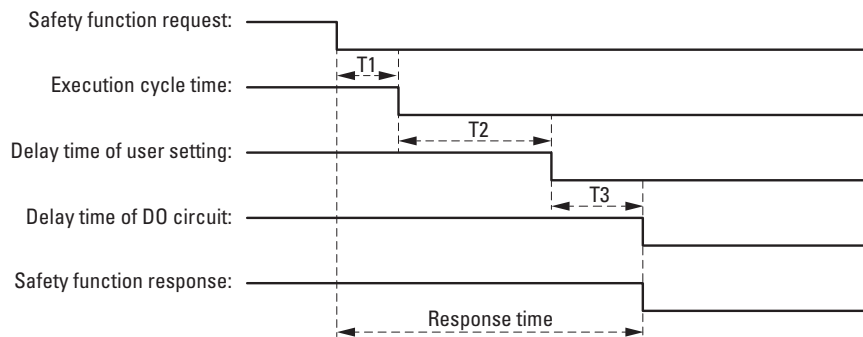 Safety function request:
T1
Execution cycle time:
T2
Delay time of user setting:
T3
Delay time of DO circuit:
Safety function response:
Response time